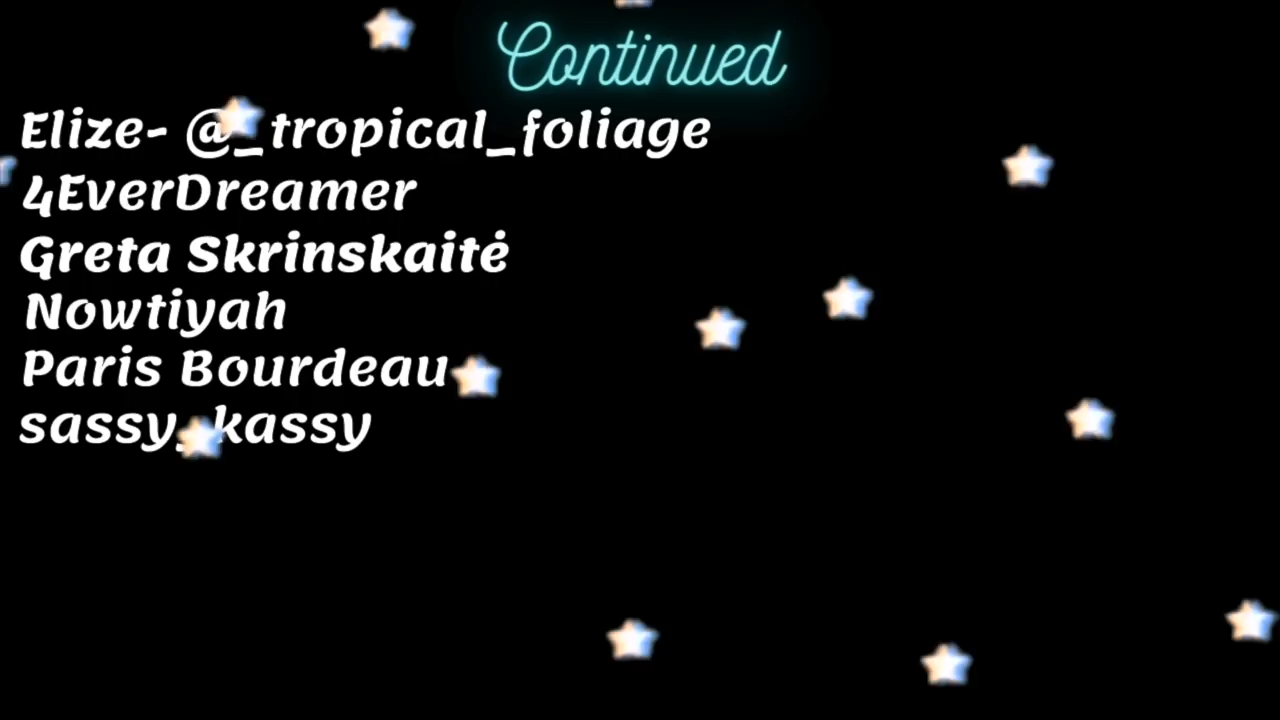 Continued
Elize- @_tropical_foliage
4EverDreamer
Greta Skrinskaitė
Nowtiyah
Paris Bourdeau
sassy_kassy